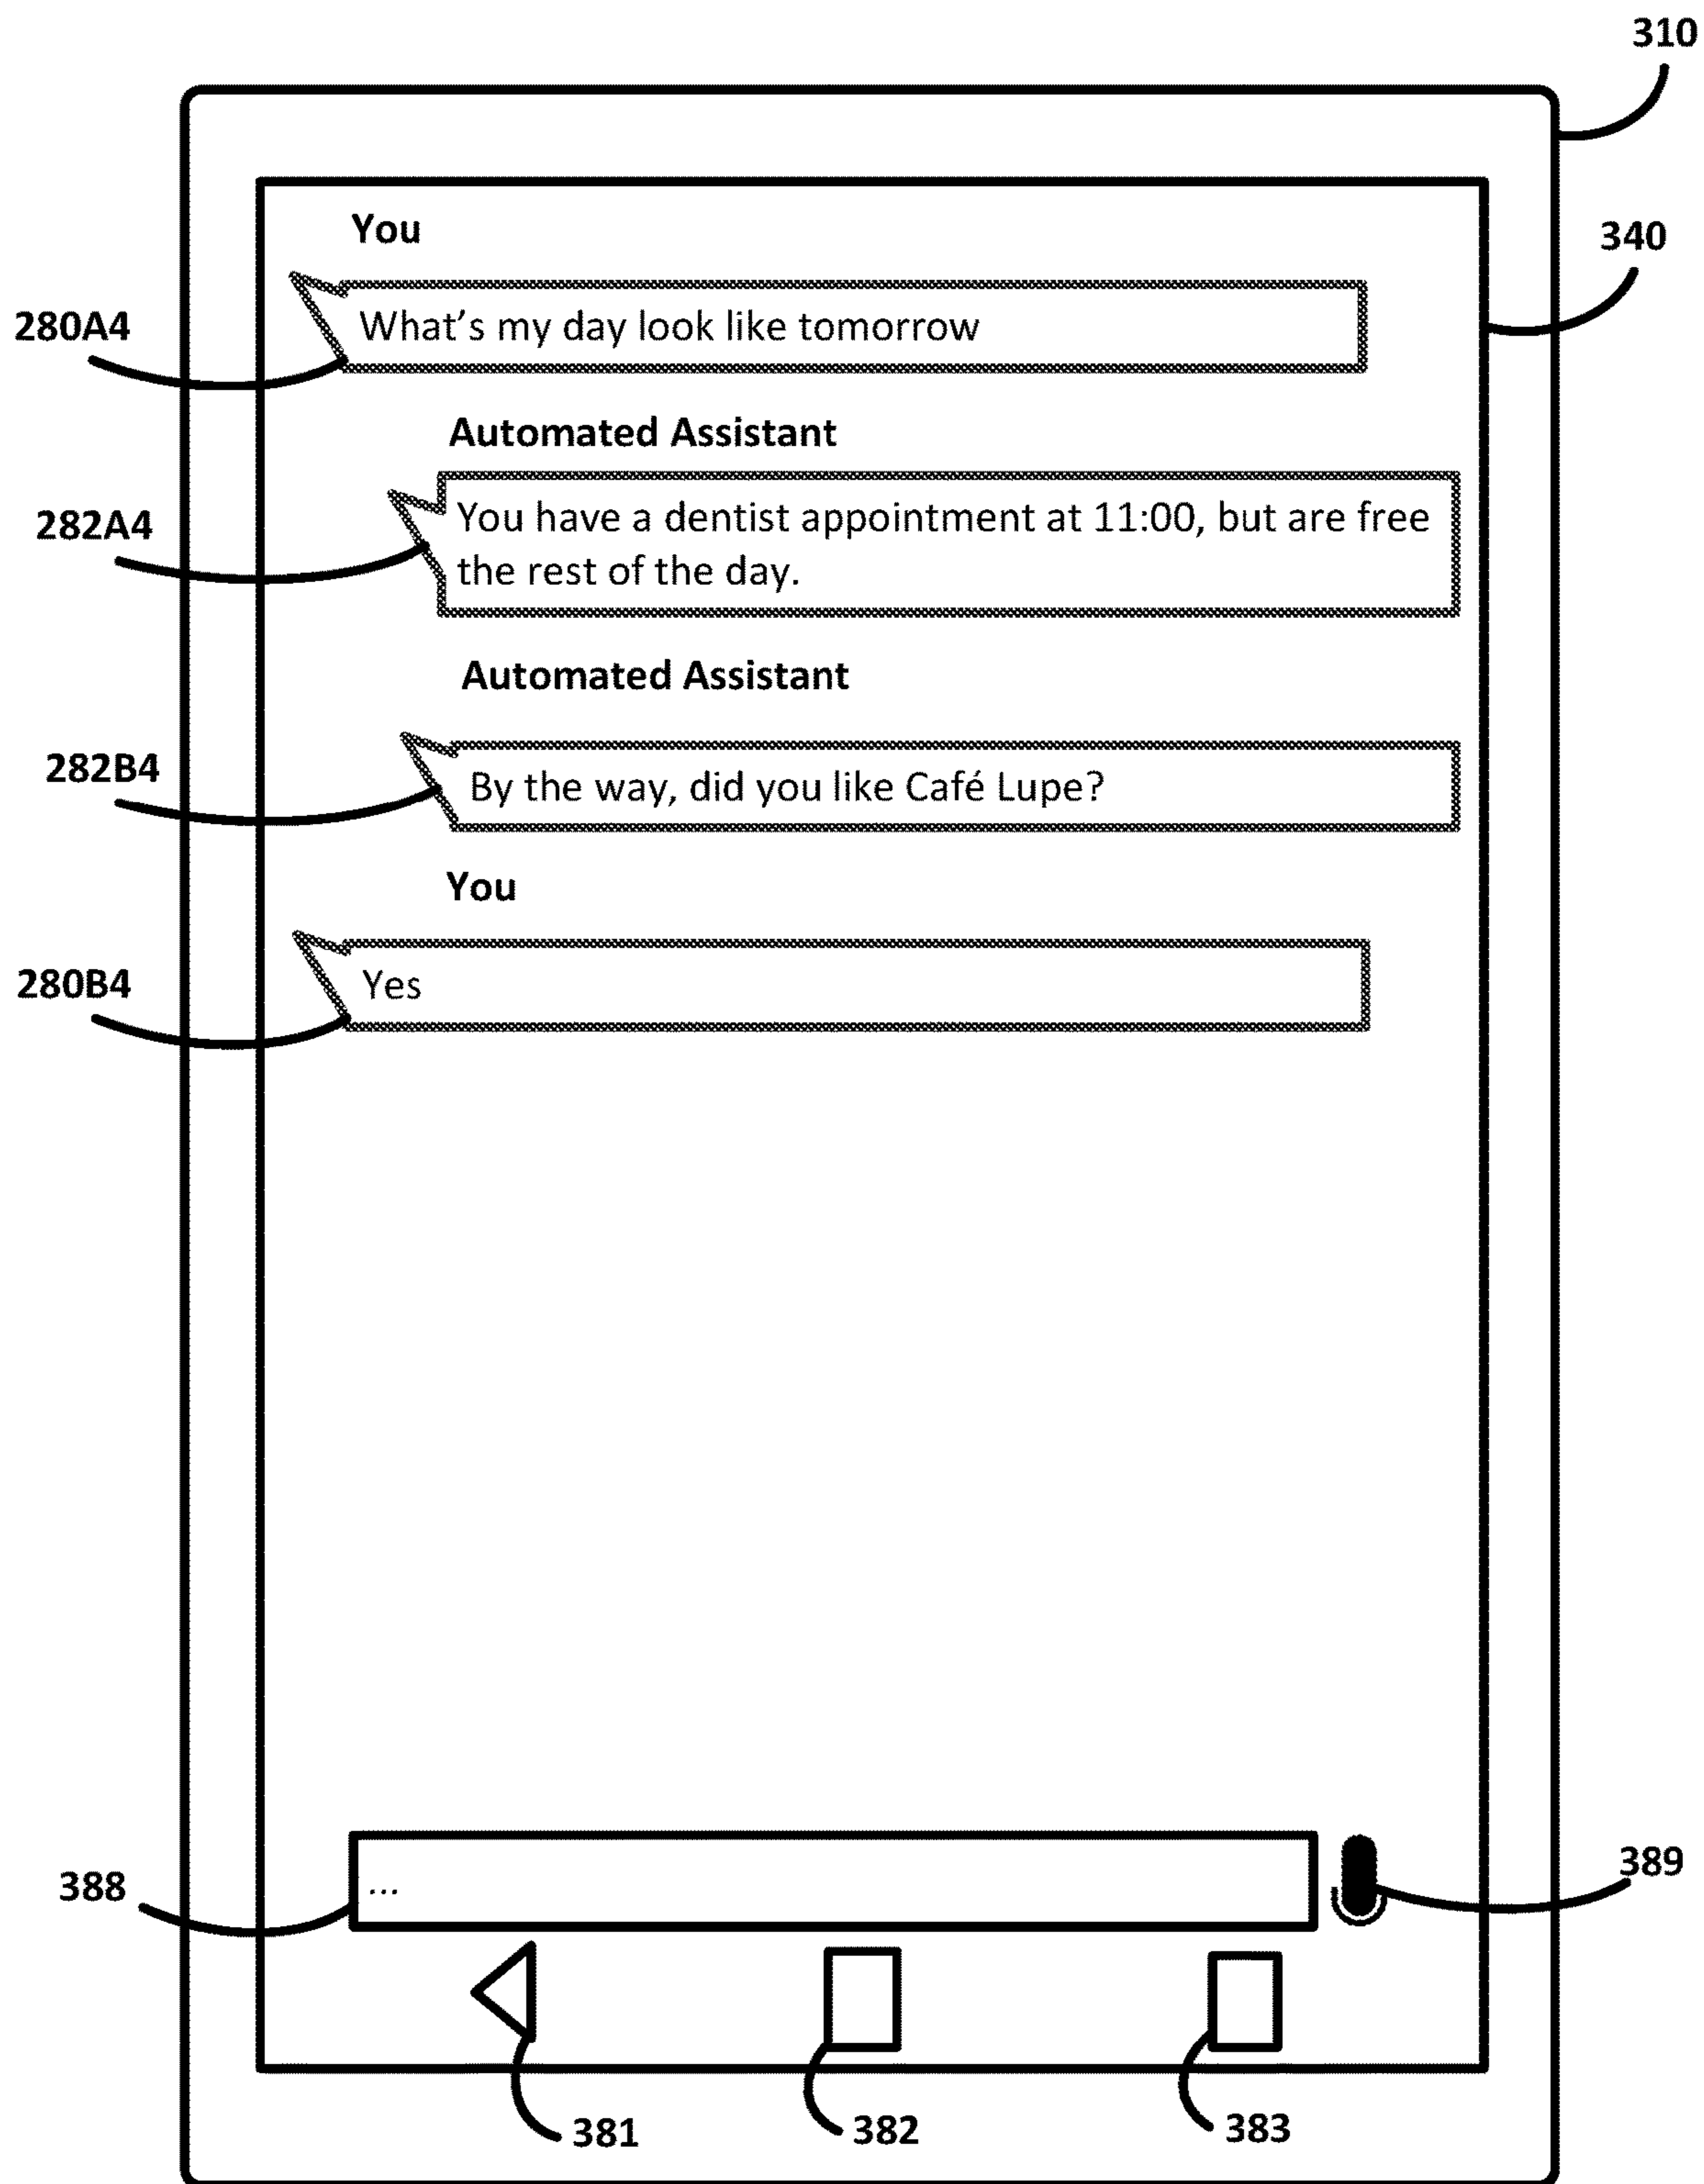 310
You
340
280A4
What's my day look like tomorrow
Automated Assistant
282A4
You have a dentist appointment at 11:00, but are free
the rest of the day.
Automated Assistant
282B4
By the way, did you like Café Lupe?
You
280B4
Yes
388
...
389
381
382
383